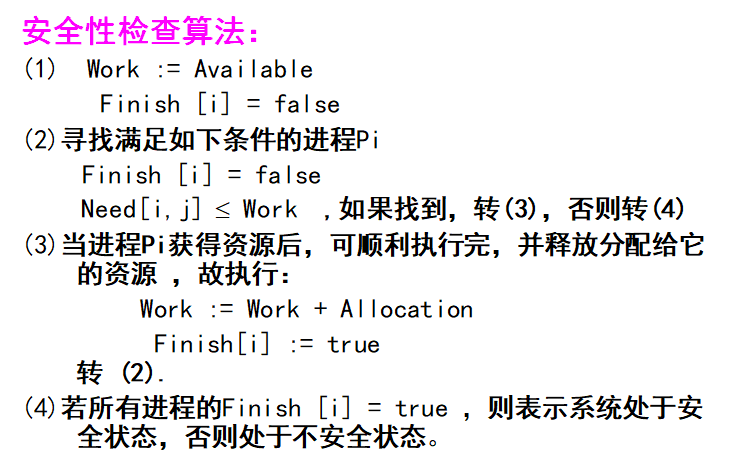 安全性检查算法：
(1) Work := Available
Finish [i] = false
(2)寻找满足如下条件的进程Pi
Finish [i] = false
Need[i,j] ≤ Work ,如果找到，转(3)，否则转(4)
(3)当进程Pi获得资源后，可顺利执行完，并释放分配给它
的资源 ，故执行：
Work := Work + Allocation
Finish[i] := true
转 (2).
(4)若所有进程的Finish [i] = true ，则表示系统处于安
全状态，否则处于不安全状态。